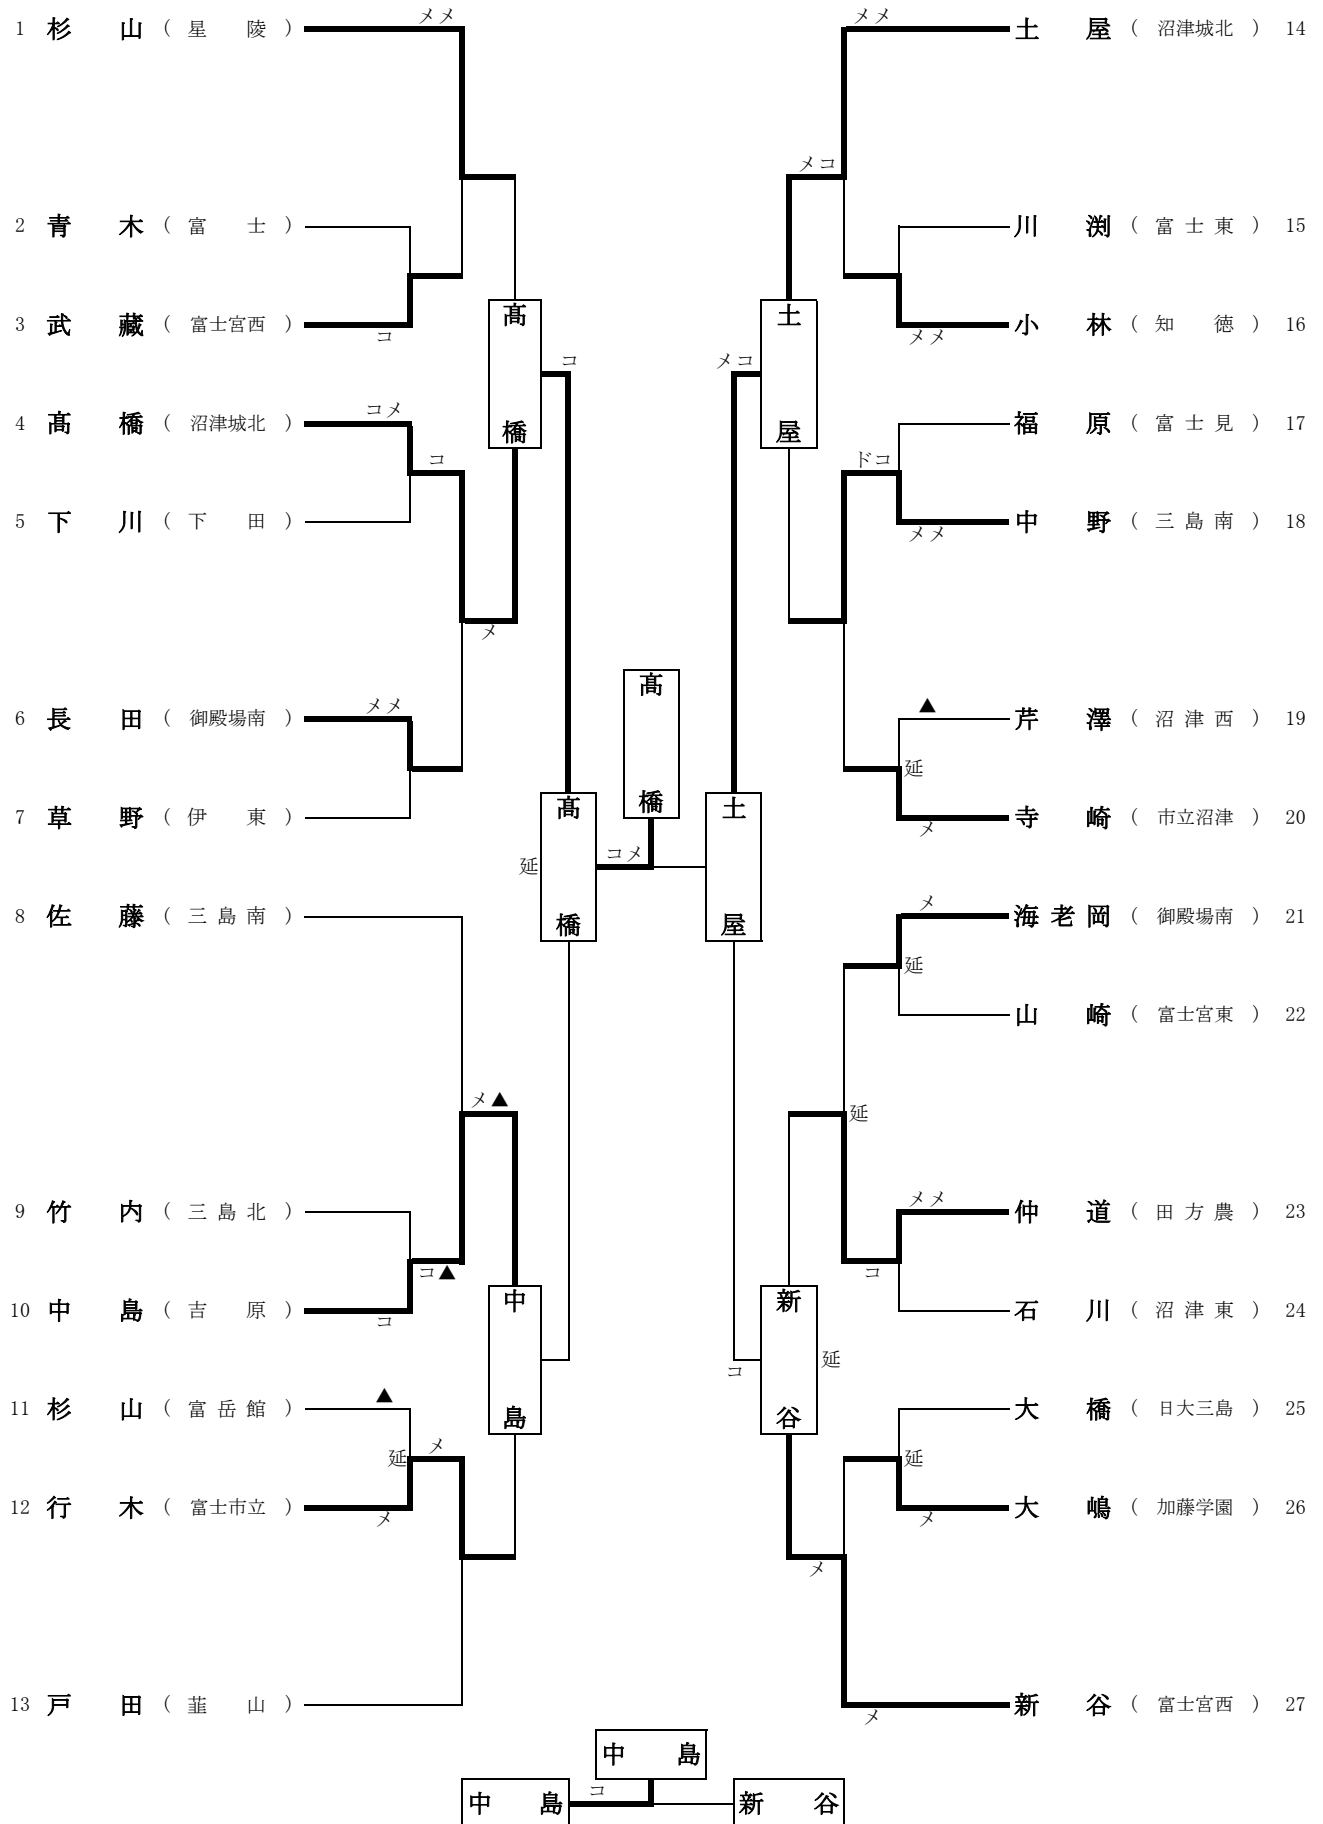 メメ
1 杉山 （ 星陵 ）
2 青木 （ 富士 ）
3 武藏 （ 富士宮西 ）
コ
コメ
4 髙橋 （ 沼津城北 ）
コ
5 下川 （ 下田 ）
メ
メメ
6 長田 （ 御殿場南 ）
7 草野 （ 伊東 ）
8 佐藤 （ 三島南 ）
メ▲
9 竹内 （ 三島北 ）
コ▲
10 中島 （ 吉原 ）
コ
▲
11 杉山 （ 富岳館 ）
延 メ
12 行木 （ 富士市立 ）
メ
13 戸田 （ 韮山 ）
髙橋
コ
中島
髙橋
延
コメ
髙橋
土屋
メコ
土屋
コ
新谷
延
メメ
土屋 （ 沼津城北 ） 14
メコ
川渕 （ 富士東 ） 15
小林 （ 知徳 ） 16
メメ
福原 （ 富士見 ） 17
ドコ
中野 （ 三島南 ） 18
メメ
▲
芹澤 （ 沼津西 ） 19
延
寺崎 （ 市立沼津 ） 20
メ
メ
海老岡 （ 御殿場南 ） 21
延
山崎 （ 富士宮東 ） 22
延
メメ
仲道 （ 田方農 ） 23
コ
石川 （ 沼津東 ） 24
大橋 （ 日大三島 ） 25
延
大嶋 （ 加藤学園 ） 26
メ
メ
新谷 （ 富士宮西 ） 27
メ
中島
コ
中島
新谷